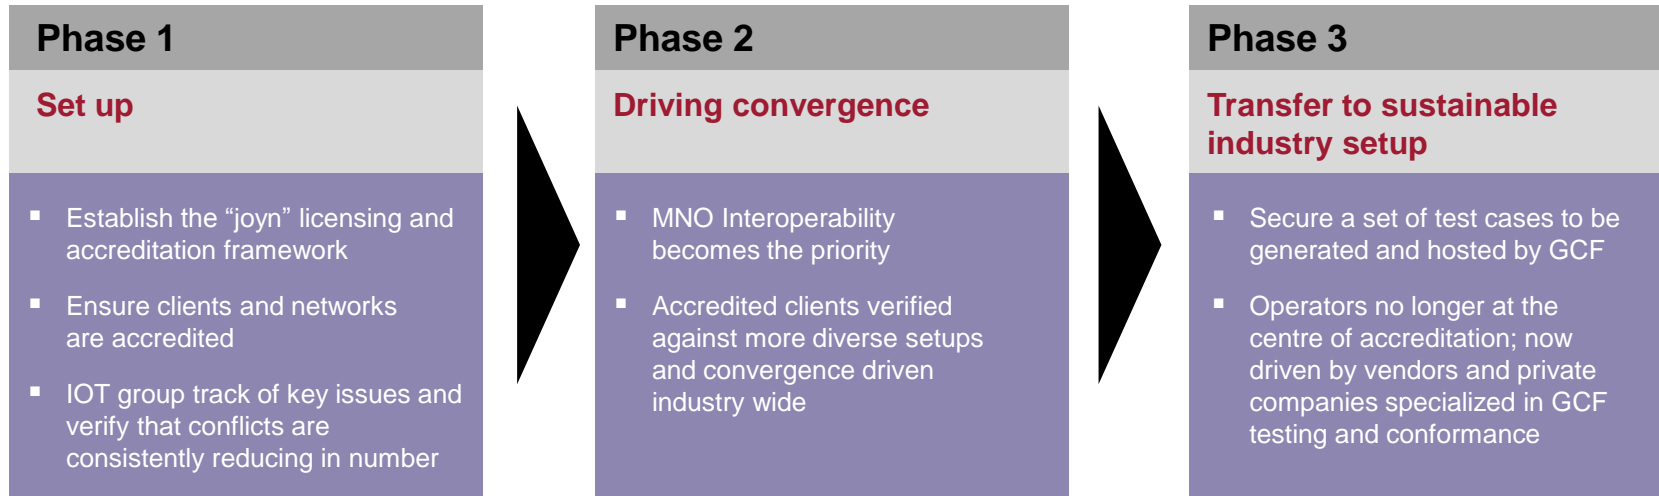 Phase 1
Set up
▪ Establish the “joyn” licensing and
accreditation framework
▪ Ensure clients and networks
are accredited
▪ IOT group track of key issues and
verify that conflicts are
consistently reducing in number
Phase 2
Driving convergence
▪ MNO Interoperability
becomes the priority
▪ Accredited clients verified
against more diverse setups
and convergence driven
industry wide
Phase 3
Transfer to sustainable
industry setup
▪ Secure a set of test cases to be
generated and hosted by GCF
▪ Operators no longer at the
centre of accreditation; now
driven by vendors and private
companies specialized in GCF
testing and conformance